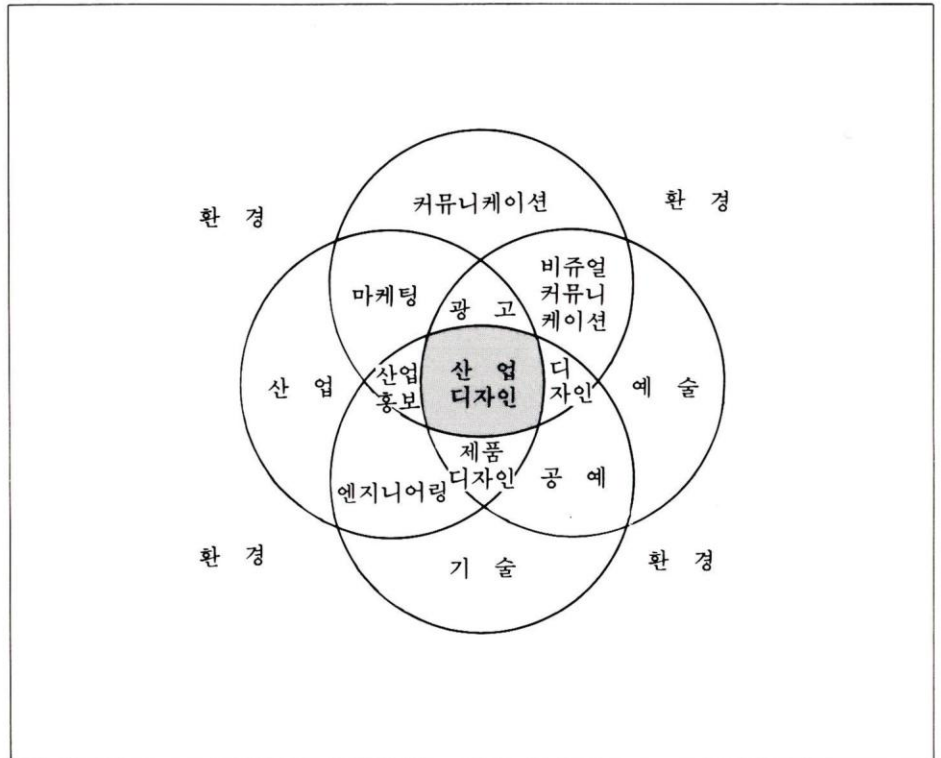 커뮤니케이션
환 경
환 경
마케팅
광 고
비쥬얼
커뮤니
케이션
산 업
산업
홍보
산 업
디자인
디
자인
예 술
제품
디자인
엔지니어링
공 예
환 경
기 술
환 경